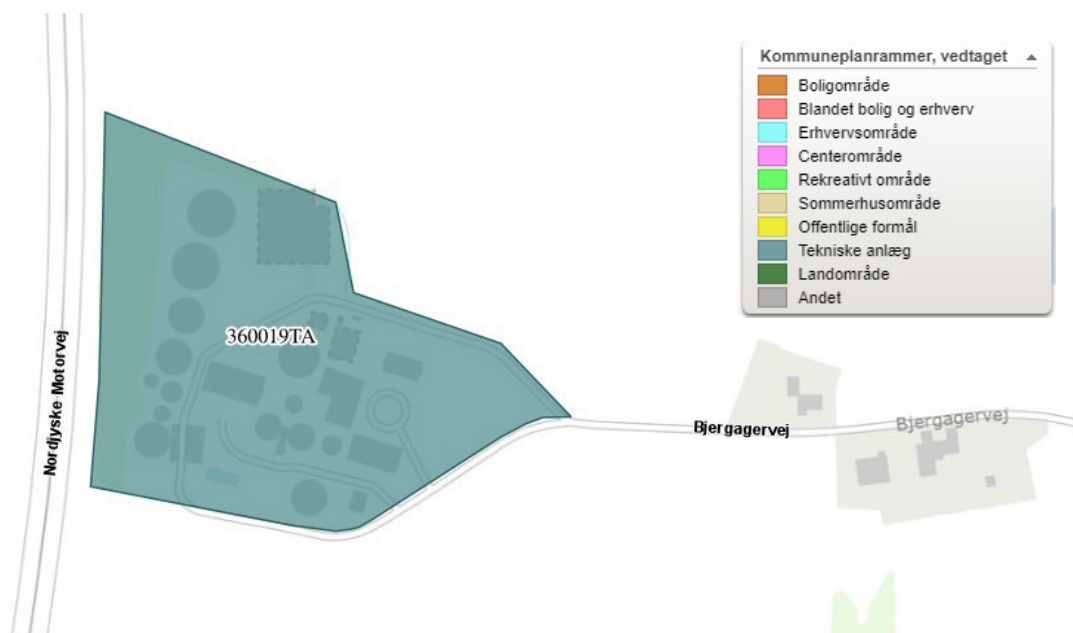 Kommuneplanrammer, vedtaget
Boligområde
Blandet bolig og erhverv
Erhvervsområde
Centerområde
Rekreativt område
Sommerhusområde
Offentlige formål
Tekniske anlæg
Landområde
Andet
360019TA
Nordjyske Motorvej
Bjergagervej
Bjergagervej